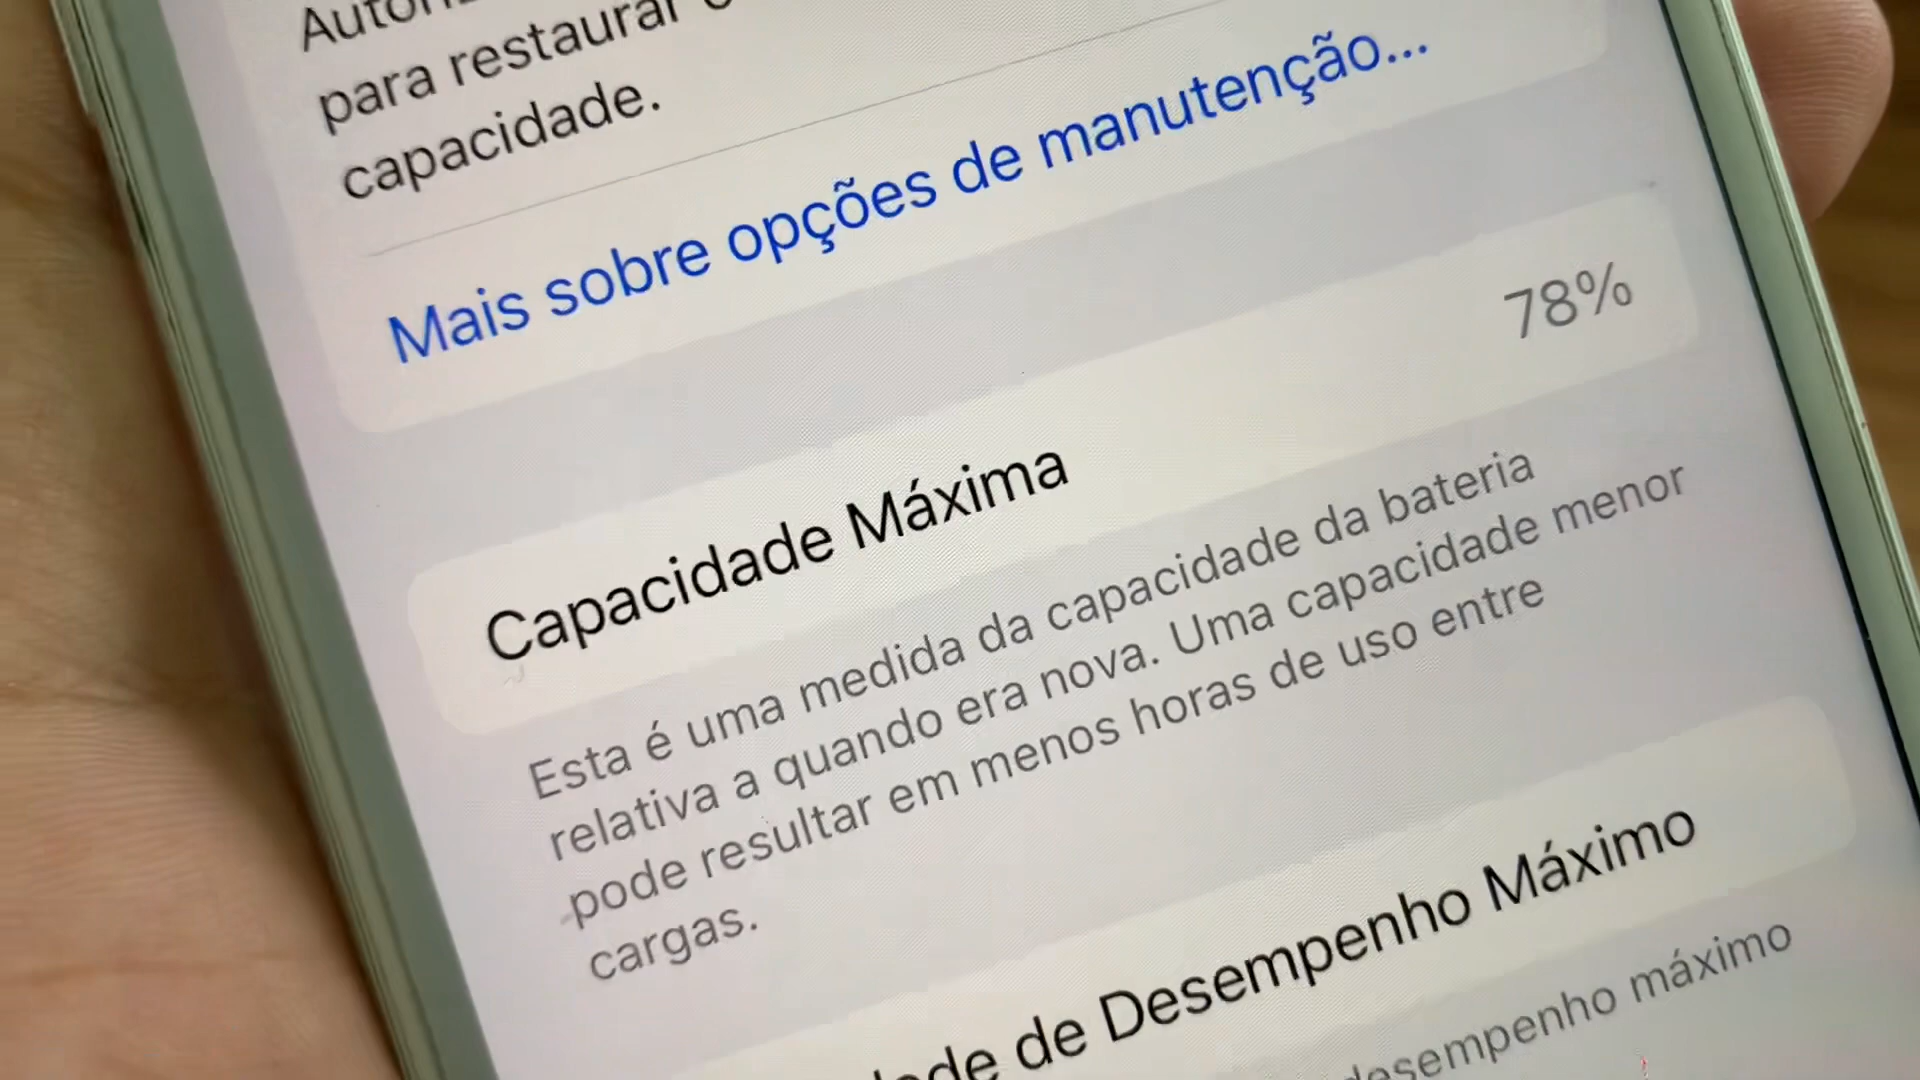 para restaurar
capacidade.
Mais sobre opções de manutenção...
Capacidade Máxima 78%
Esta é uma medida da capacidade da bateria
relativa a quando era nova. Uma capacidade menor
pode resultar em menos horas de uso entre
cargas.
de Desempenho Máximo
desempenho máximo